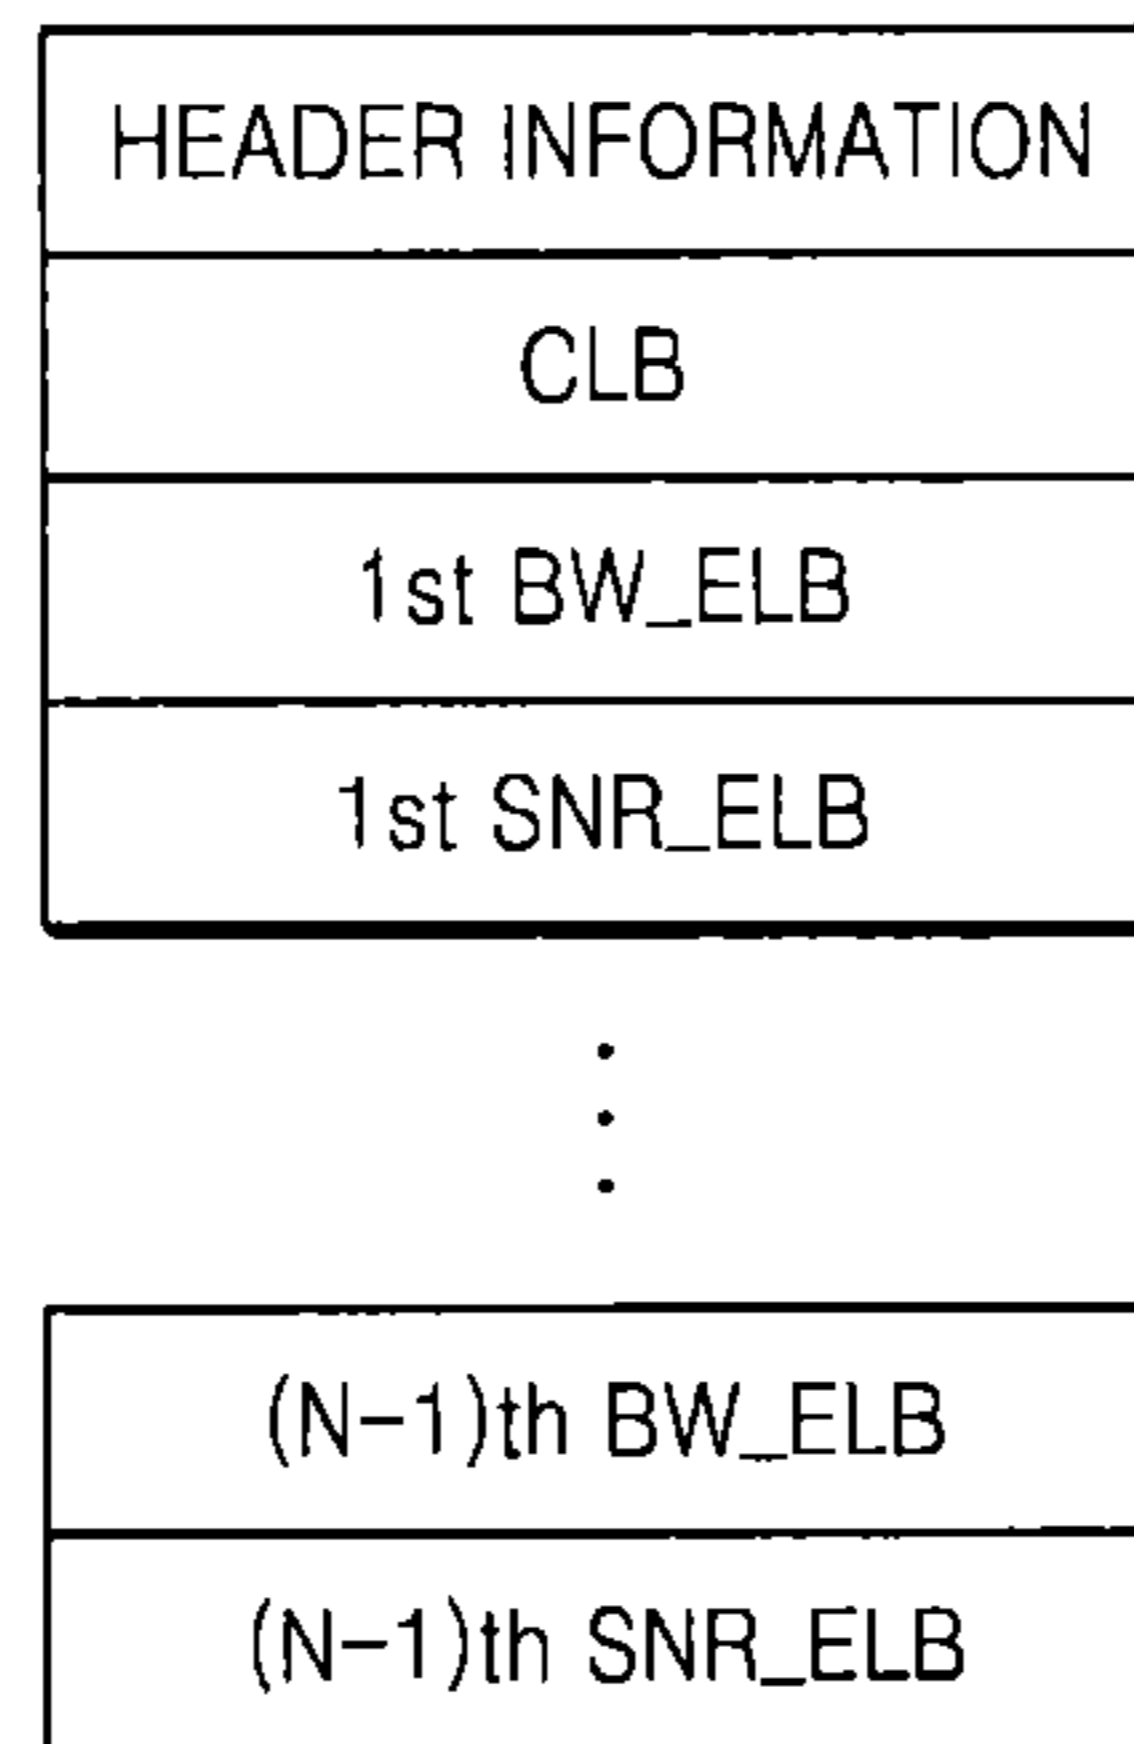 HEADER INFORMATION
CLB
1st BW_ELB
1st SNR_ELB
(N-1)th BW_ELB
(N-1)th SNR_ELB